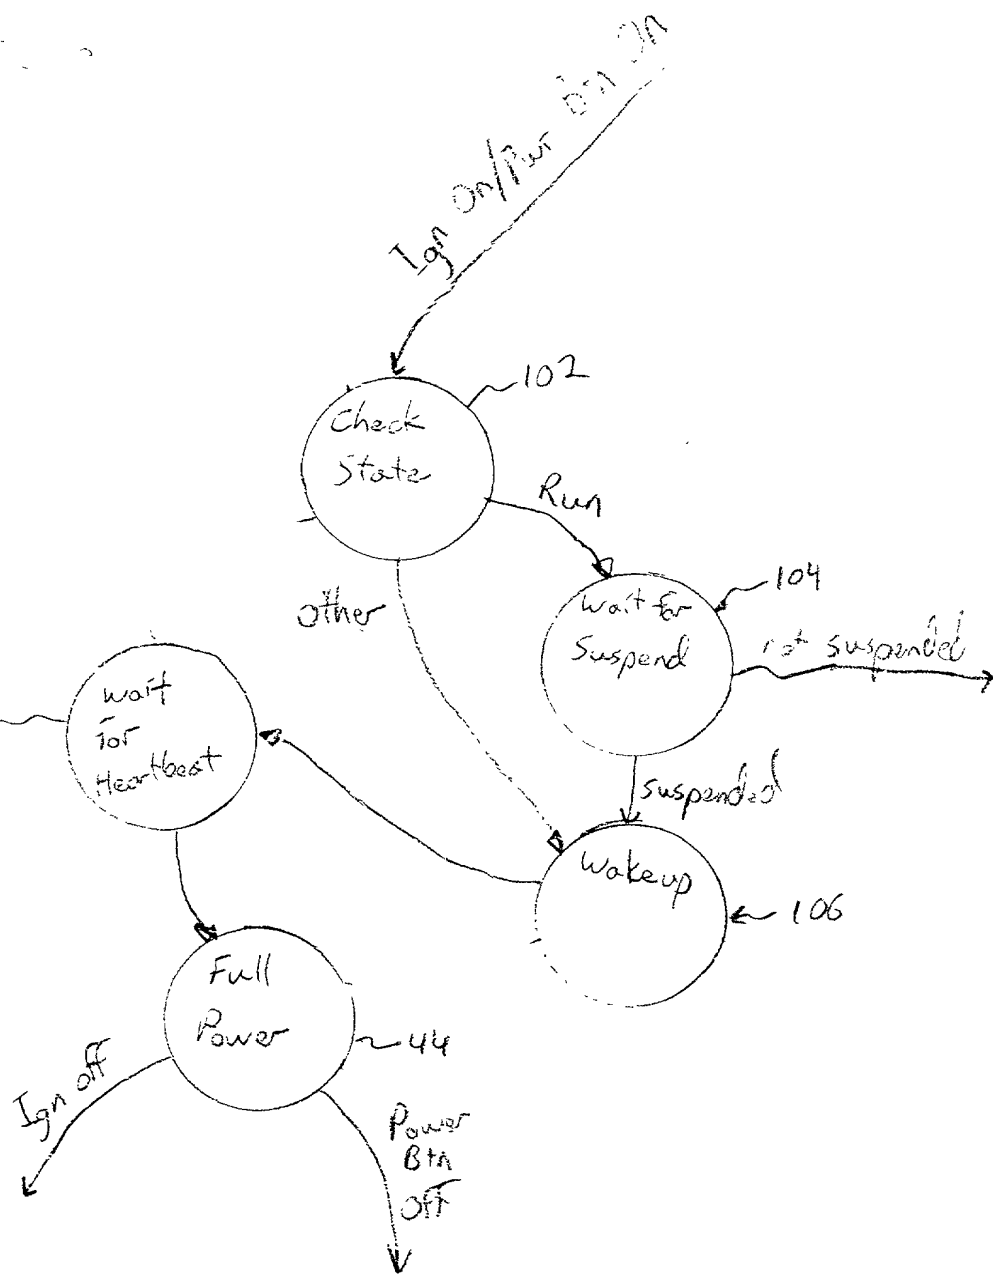 Ign On/Pwr Btn On
102
Check
State
Run
104
Wait for
Suspend
not suspended
other
wait
for
Heartbeat
suspended
Wakeup
106
Full
Power
44
Ign off
Power
Btn
Off